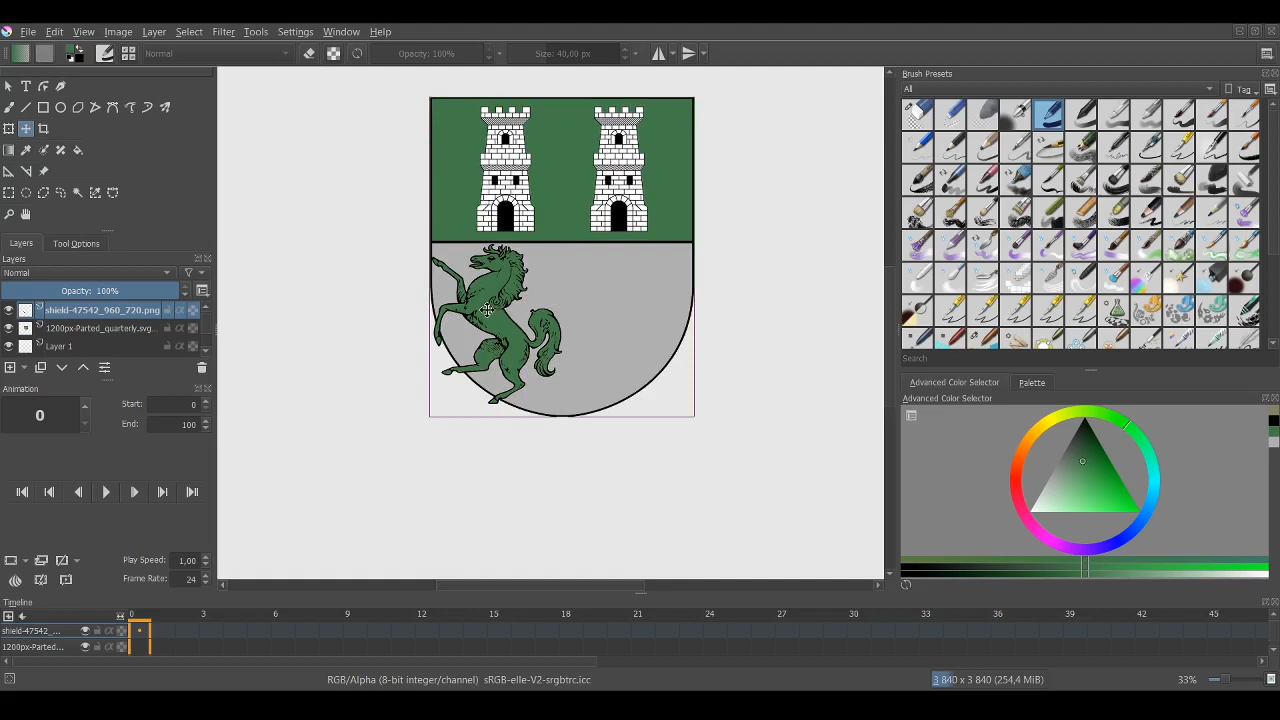 File Edit View Image Layer Select Filter Tools Settings Window Help
Normal Opacity: 100% Size: 40,00 px
Brush Presets
All Tag
Layers Tool Options
Layers
Normal
Opacity: 100%
shield-47542_960_720.png
1200px-Parted_quarterly.svg...
Layer 1
Search
Animation
Advanced Color Selector Palette
Advanced Color Selector
0 Start: 0
End: 100
Play Speed: 1,00
Frame Rate: 24
Timeline
0 3 6 9 12 15 18 21 24 27 30 33 36 39 42 45
shield-47542_...
1200px-Parted...
RGB/Alpha (8-bit integer/channel) sRGB-elle-V2-srgbtrc.icc 3 840 x 3 840 (254,4 MiB) 33%